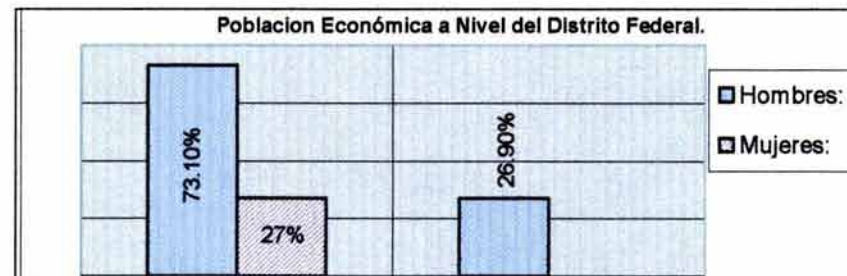 Poblacion Económica a Nivel del Distrito Federal.
73.10%
27%
26.90%
Hombres:
Mujeres: